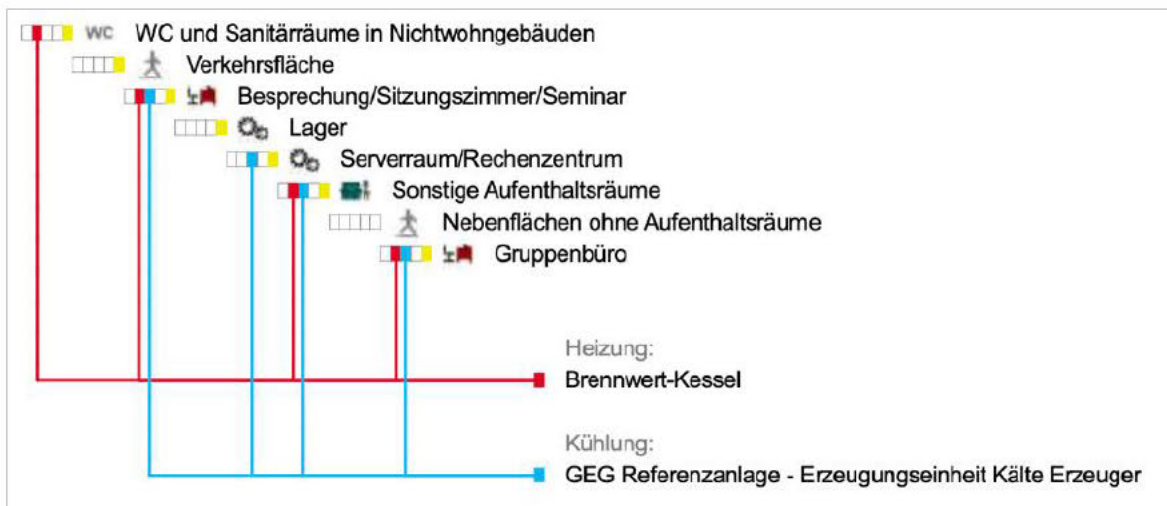 WC WC und Sanitärräume in Nichtwohngebäuden
Verkehrsfläche
Besprechung/Sitzungszimmer/Seminar
Lager
Serverraum/Rechenzentrum
Sonstige Aufenthaltsräume
Nebenflächen ohne Aufenthaltsräume
Gruppenbüro
Heizung:
Brennwert-Kessel
Kühlung:
GEG Referenzanlage - Erzeugungseinheit Kälte Erzeuger